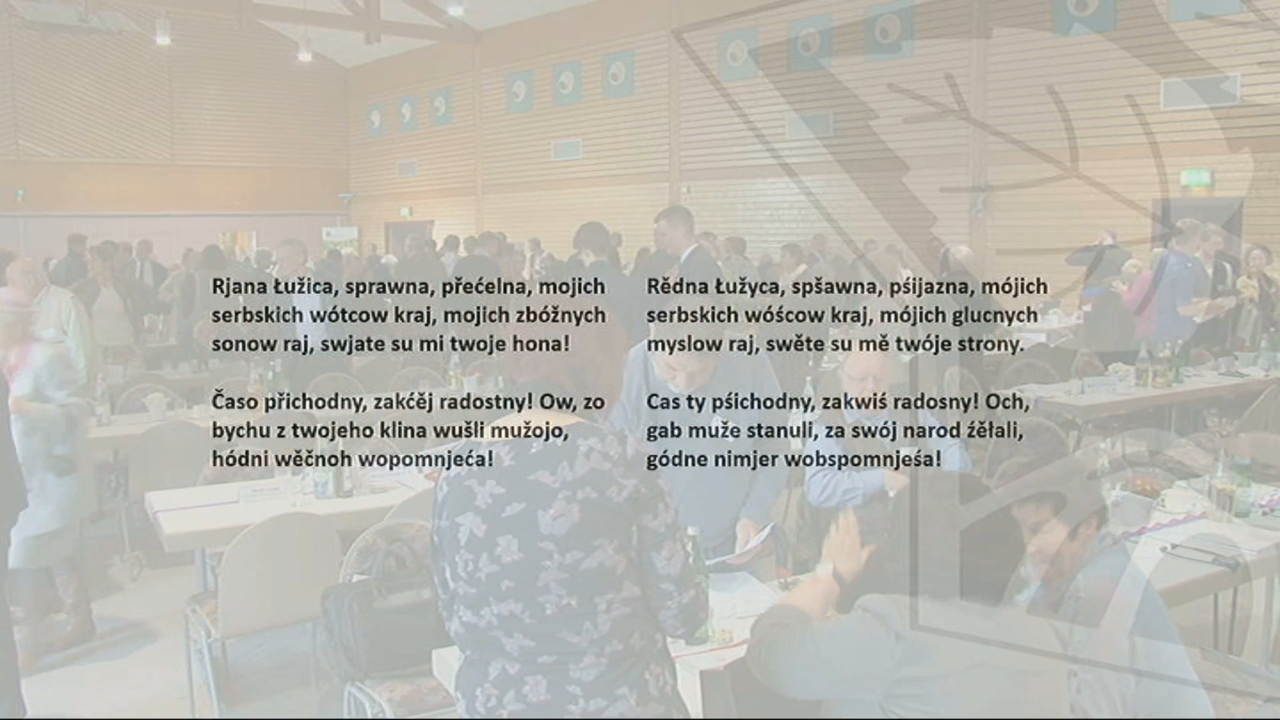 Rjana Łužica, sprawna, přećelna, mojich
serbskich wótcow kraj, mojich zbóžnych
sonow raj, swjate su mi twoje hona!
Časo přichodny, zakćěj radostny! Ow, zo
bychu z twojeho klina wušli mužojo,
hódni wěčnoh wopomnjeća!
Rědna Łužyca, spšawna, pśijazna, mójich
serbskich wóścow kraj, mójich glucnych
myslow raj, swěte su mě twóje strony.
Cas ty pśichodny, zakwiś radosny! Och,
gab muže stanuli, za swój narod źěłali,
gódne nimjer wobspomnjeśa!